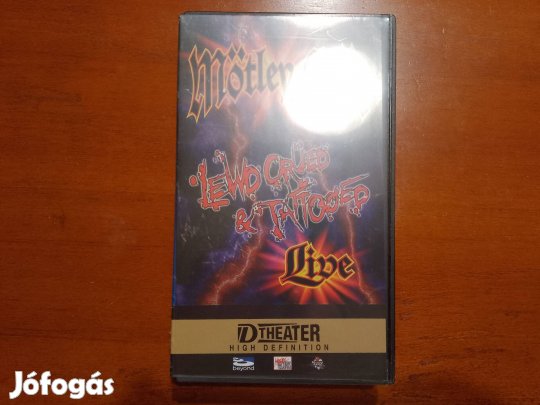 Mötley
LEWD CRÜED
& TATTOOED
Live
D THEATER
HIGH DEFINITION
beyond
Jófogás